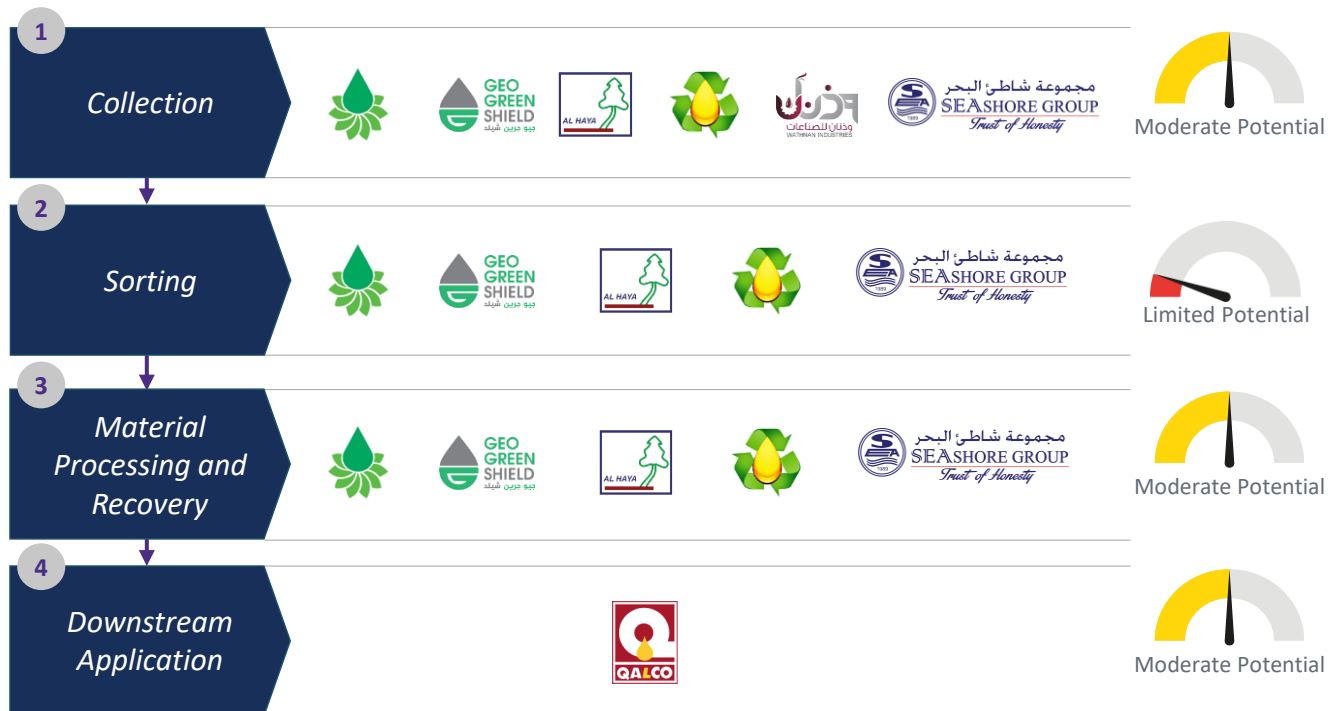 1
Collection
GEO
GREEN
SHIELD
جيو جرين شيلد
AL HAYA
وذنان للصناعات
WATHNAN INDUSTRIES
مجموعة شاطئ البحر
SEASHORE GROUP
Trust of Honesty
1989
Moderate Potential
2
Sorting
GEO
GREEN
SHIELD
جيو جرين شيلد
AL HAYA
مجموعة شاطئ البحر
SEASHORE GROUP
Trust of Honesty
1989
Limited Potential
3
Material
Processing and
Recovery
GEO
GREEN
SHIELD
جيو جرين شيلد
AL HAYA
مجموعة شاطئ البحر
SEASHORE GROUP
Trust of Honesty
1989
Moderate Potential
4
Downstream
Application
QALCO
Moderate Potential